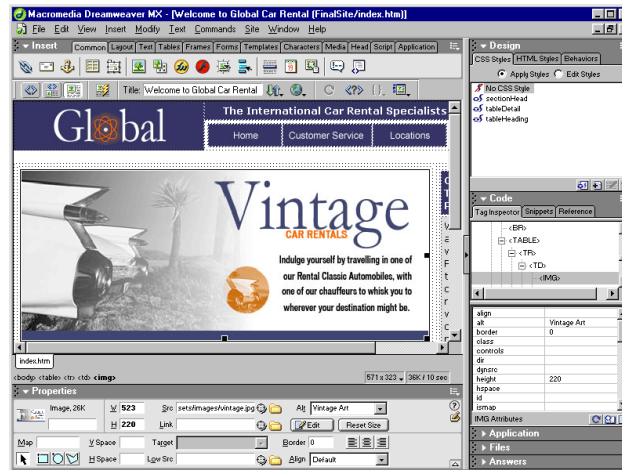 Macromedia Dreamweaver MX - [Welcome to Global Car Rental (FinalSite/index.htm)]
File Edit View Insert Modify Text Commands Site Window Help
Insert Common Layout Text Tables Frames Forms Templates Characters Media Head Script Application
Title: Welcome to Global Car Rental
Global
The International Car Rental Specialists
Home Customer Service Locations
Vintage
CAR RENTALS
Indulge yourself by travelling in one of
our Rental Classic Automobiles, with
one of our chauffeurs to whisk you to
wherever your destination might be.
index.htm
<body> <table> <tr> <td> <img> 571 x 323 36K / 10 sec
Properties
Image, 26K W 523 Src sets/images/vintage.jpg Alt Vintage Art
H 220 Link Edit Reset Size
Map V Space Target Border 0
H Space Low Src Align Default
Design
CSS Styles HTML Styles Behaviors
Apply Styles Edit Styles
No CSS Style
sectionHead
tableDetail
tableHeading
Code
Tag Inspector Snippets Reference
<BR>
<TABLE>
<TR>
<TD>
<IMG>
align
alt Vintage Art
border 0
class
controls
dir
dynsrc
height 220
hspace
id
ismap
IMG Attributes
Application
Files
Answers